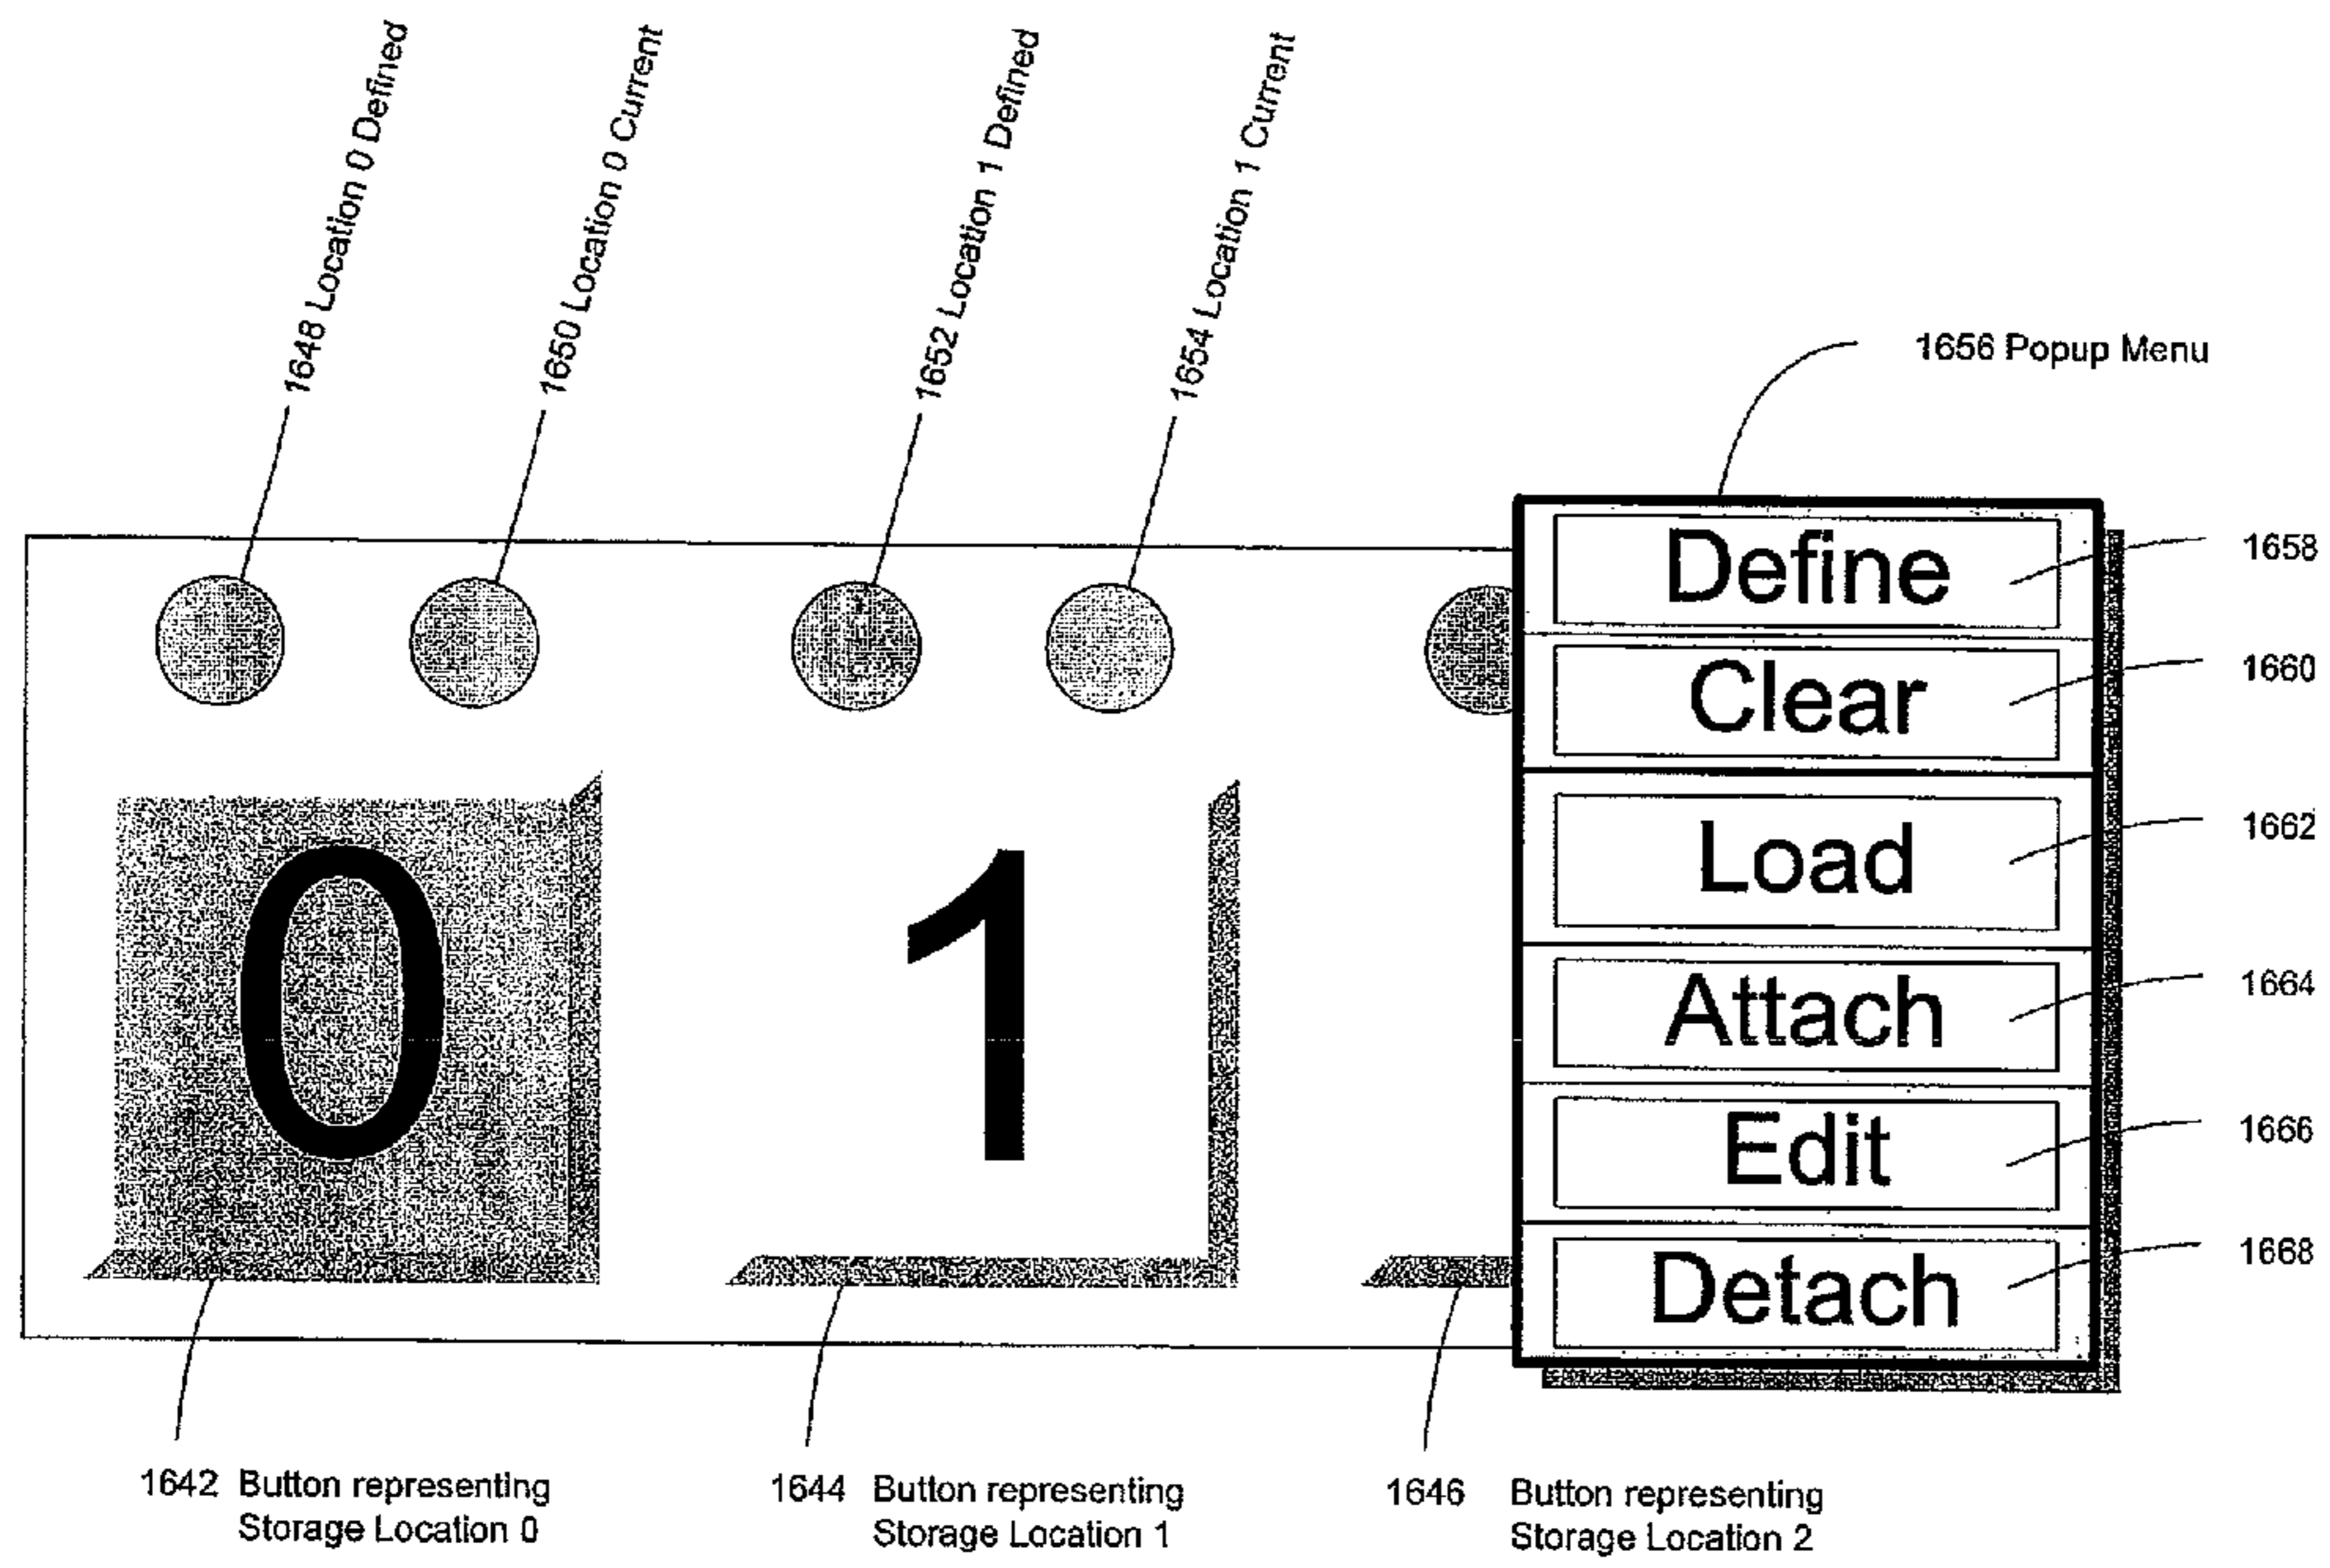 1648 Location 0 Defined
1650 Location 0 Current
1652 Location 1 Defined
1654 Location 1 Current
1656 Popup Menu
Define
1658
Clear
1660
Load
1662
Attach
1664
Edit
1666
Detach
1668
0
1
1642 Button representing
Storage Location 0
1644 Button representing
Storage Location 1
1646 Button representing
Storage Location 2